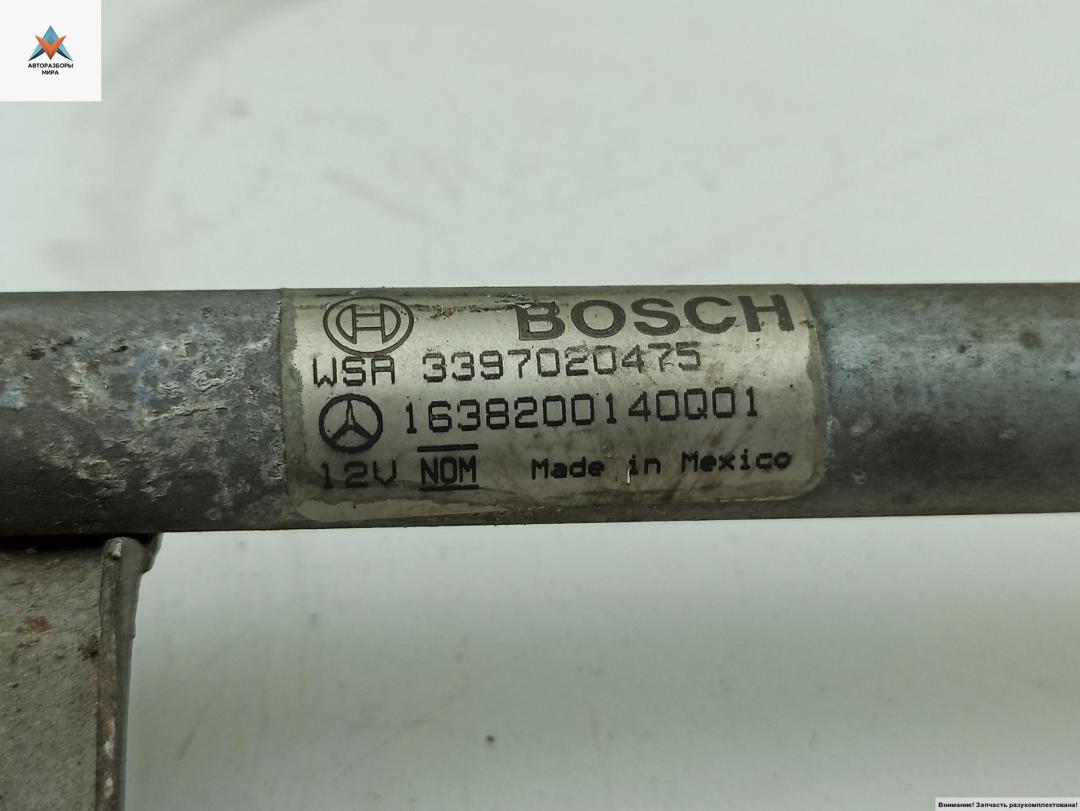 АВТОРАЗБОРЫ
МИРА
BOSCH
WSA 3397020475
1638200140Q01
12V NOM Made in Mexico
Внимание! Запчасть разукомплектована!